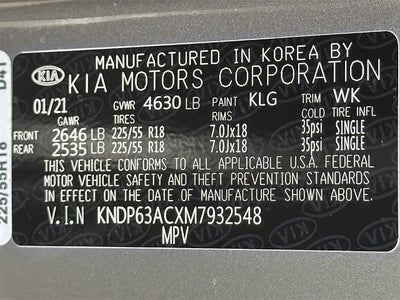 MANUFACTURED IN KOREA BY
KIA KIA MOTORS CORPORATION
01/21 GVWR 4630 LB PAINT KLG TRIM WK
GAWR TIRES RIMS COLD TIRE INFL
FRONT 2646 LB 225/55 R18 7.0Jx18 35psi SINGLE
REAR 2535 LB 225/55 R18 7.0Jx18 35psi SINGLE
THIS VEHICLE CONFORMS TO ALL APPLICABLE U.S.A. FEDERAL
MOTOR VEHICLE SAFETY AND THEFT PREVENTION STANDARDS
IN EFFECT ON THE DATE OF MANUFACTURE SHOWN ABOVE.
V.I.N KNDP63ACXM7932548
MPV
225/55R18